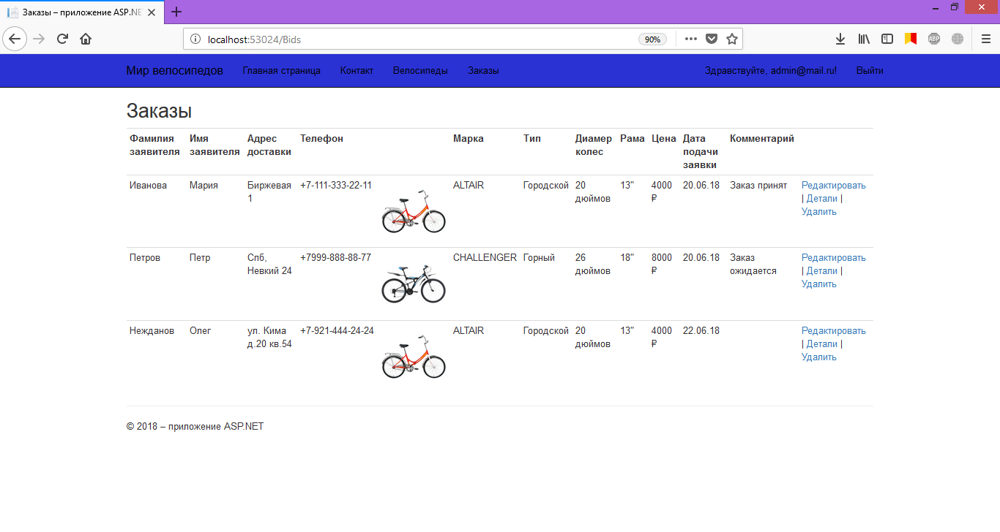 Заказы – приложение ASP.NE
localhost:53024/Bids
90%
ABP
Мир велосипедов Главная страница Контакт Велосипеды Заказы Здравствуйте, admin@mail.ru! Выйти
Заказы
Фамилия заявителя Имя заявителя Адрес доставки Телефон Марка Тип Диамер колес Рама Цена Дата подачи заявки Комментарий
Иванова Мария Биржевая 1 +7-111-333-22-11 ALTAIR Городской 20 дюймов 13" 4000 ₽ 20.06.18 Заказ принят Редактировать | Детали | Удалить
Петров Петр Спб, Невкий 24 +7999-888-88-77 CHALLENGER Горный 26 дюймов 18" 8000 ₽ 20.06.18 Заказ ожидается Редактировать | Детали | Удалить
Нежданов Олег ул. Кима д.20 кв.54 +7-921-444-24-24 ALTAIR Городской 20 дюймов 13" 4000 ₽ 22.06.18 Редактировать | Детали | Удалить
© 2018 – приложение ASP.NET